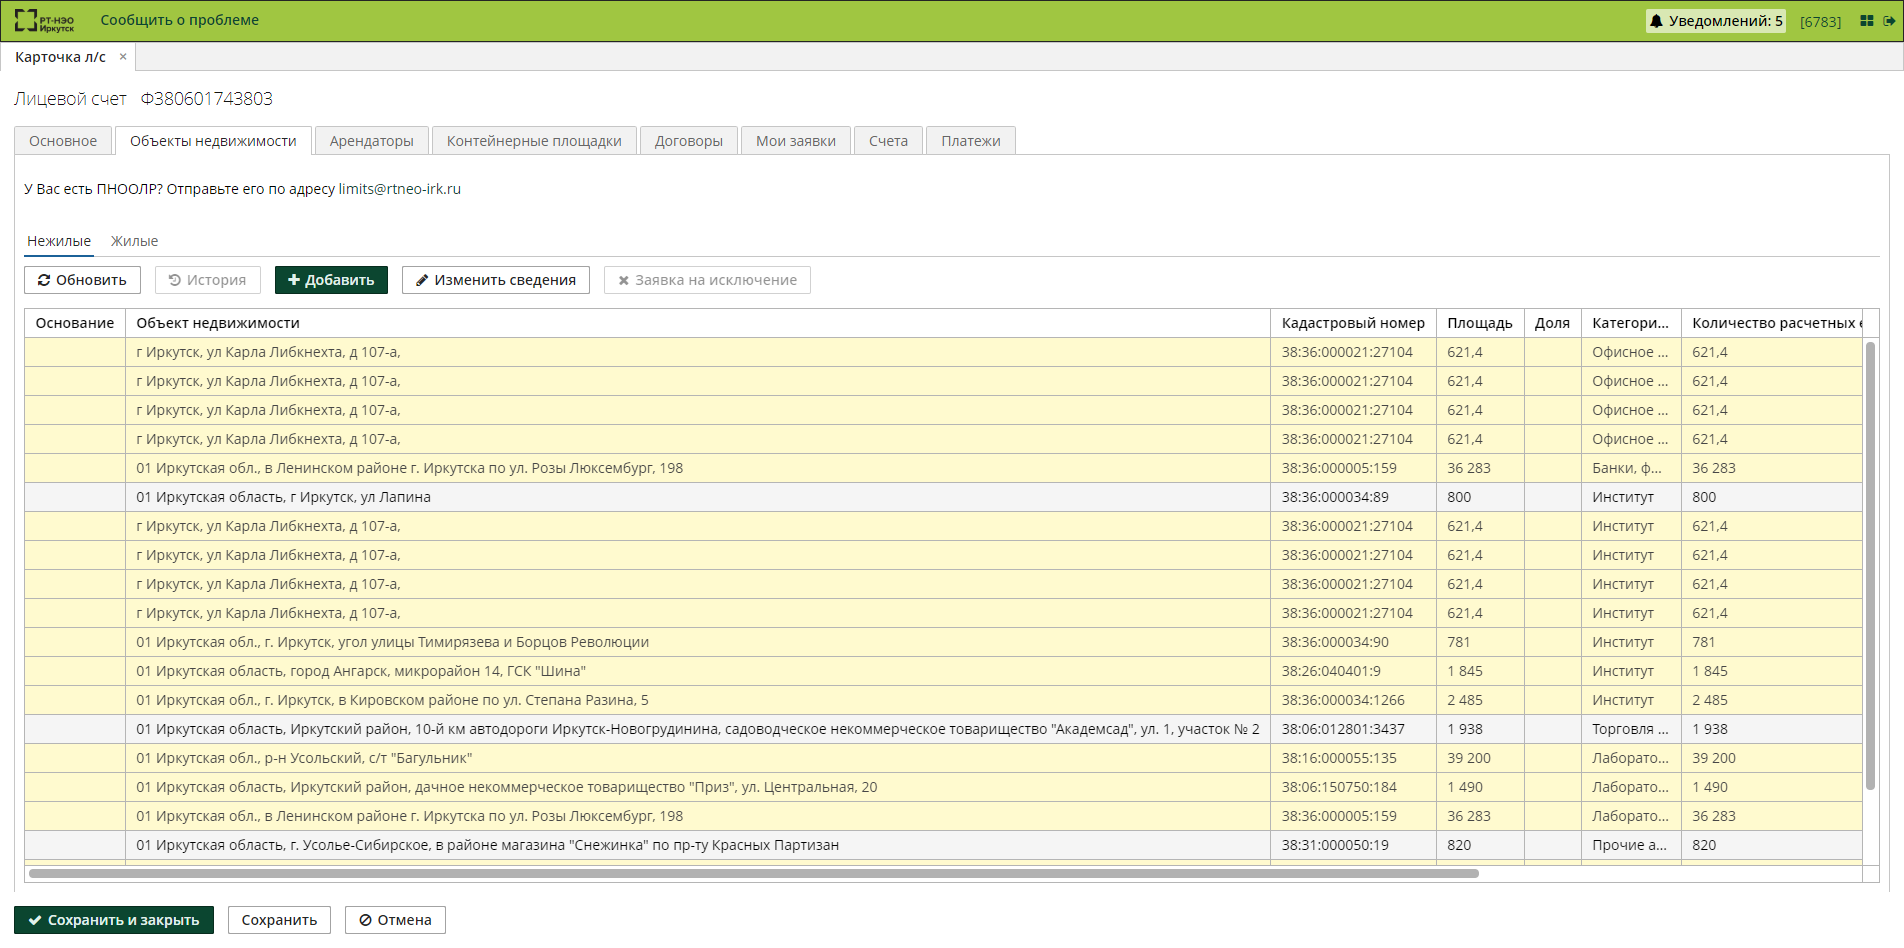 РТ-НЭО Иркутск Сообщить о проблеме Уведомлений: 5 [6783]
Карточка л/с ×
Лицевой счет Ф380601743803
Основное Объекты недвижимости Арендаторы Контейнерные площадки Договоры Мои заявки Счета Платежи
У Вас есть ПНООЛР? Отправьте его по адресу limits@rtneo-irk.ru
Нежилые Жилые
Обновить История Добавить Изменить сведения Заявка на исключение
Основание Объект недвижимости Кадастровый номер Площадь Доля Категори... Количество расчетных
г Иркутск, ул Карла Либкнехта, д 107-а, 38:36:000021:27104 621,4 Офисное ... 621,4
г Иркутск, ул Карла Либкнехта, д 107-а, 38:36:000021:27104 621,4 Офисное ... 621,4
г Иркутск, ул Карла Либкнехта, д 107-а, 38:36:000021:27104 621,4 Офисное ... 621,4
г Иркутск, ул Карла Либкнехта, д 107-а, 38:36:000021:27104 621,4 Офисное ... 621,4
01 Иркутская обл., в Ленинском районе г. Иркутска по ул. Розы Люксембург, 198 38:36:000005:159 36 283 Банки, ф... 36 283
01 Иркутская область, г Иркутск, ул Лапина 38:36:000034:89 800 Институт 800
г Иркутск, ул Карла Либкнехта, д 107-а, 38:36:000021:27104 621,4 Институт 621,4
г Иркутск, ул Карла Либкнехта, д 107-а, 38:36:000021:27104 621,4 Институт 621,4
г Иркутск, ул Карла Либкнехта, д 107-а, 38:36:000021:27104 621,4 Институт 621,4
г Иркутск, ул Карла Либкнехта, д 107-а, 38:36:000021:27104 621,4 Институт 621,4
01 Иркутская обл., г. Иркутск, угол улицы Тимирязева и Борцов Революции 38:36:000034:90 781 Институт 781
01 Иркутская область, город Ангарск, микрорайон 14, ГСК "Шина" 38:26:040401:9 1 845 Институт 1 845
01 Иркутская обл., г. Иркутск, в Кировском районе по ул. Степана Разина, 5 38:36:000034:1266 2 485 Институт 2 485
01 Иркутская область, Иркутский район, 10-й км автодороги Иркутск-Новогрудинина, садоводческое некоммерческое товарищество "Академсад", ул. 1, участок № 2 38:06:012801:3437 1 938 Торговля ... 1 938
01 Иркутская обл., р-н Усольский, с/т "Багульник" 38:16:000055:135 39 200 Лаборато... 39 200
01 Иркутская область, Иркутский район, дачное некоммерческое товарищество "Приз", ул. Центральная, 20 38:06:150750:184 1 490 Лаборато... 1 490
01 Иркутская обл., в Ленинском районе г. Иркутска по ул. Розы Люксембург, 198 38:36:000005:159 36 283 Лаборато... 36 283
01 Иркутская область, г. Усолье-Сибирское, в районе магазина "Снежинка" по пр-ту Красных Партизан 38:31:000050:19 820 Прочие а... 820
Сохранить и закрыть Сохранить Отмена